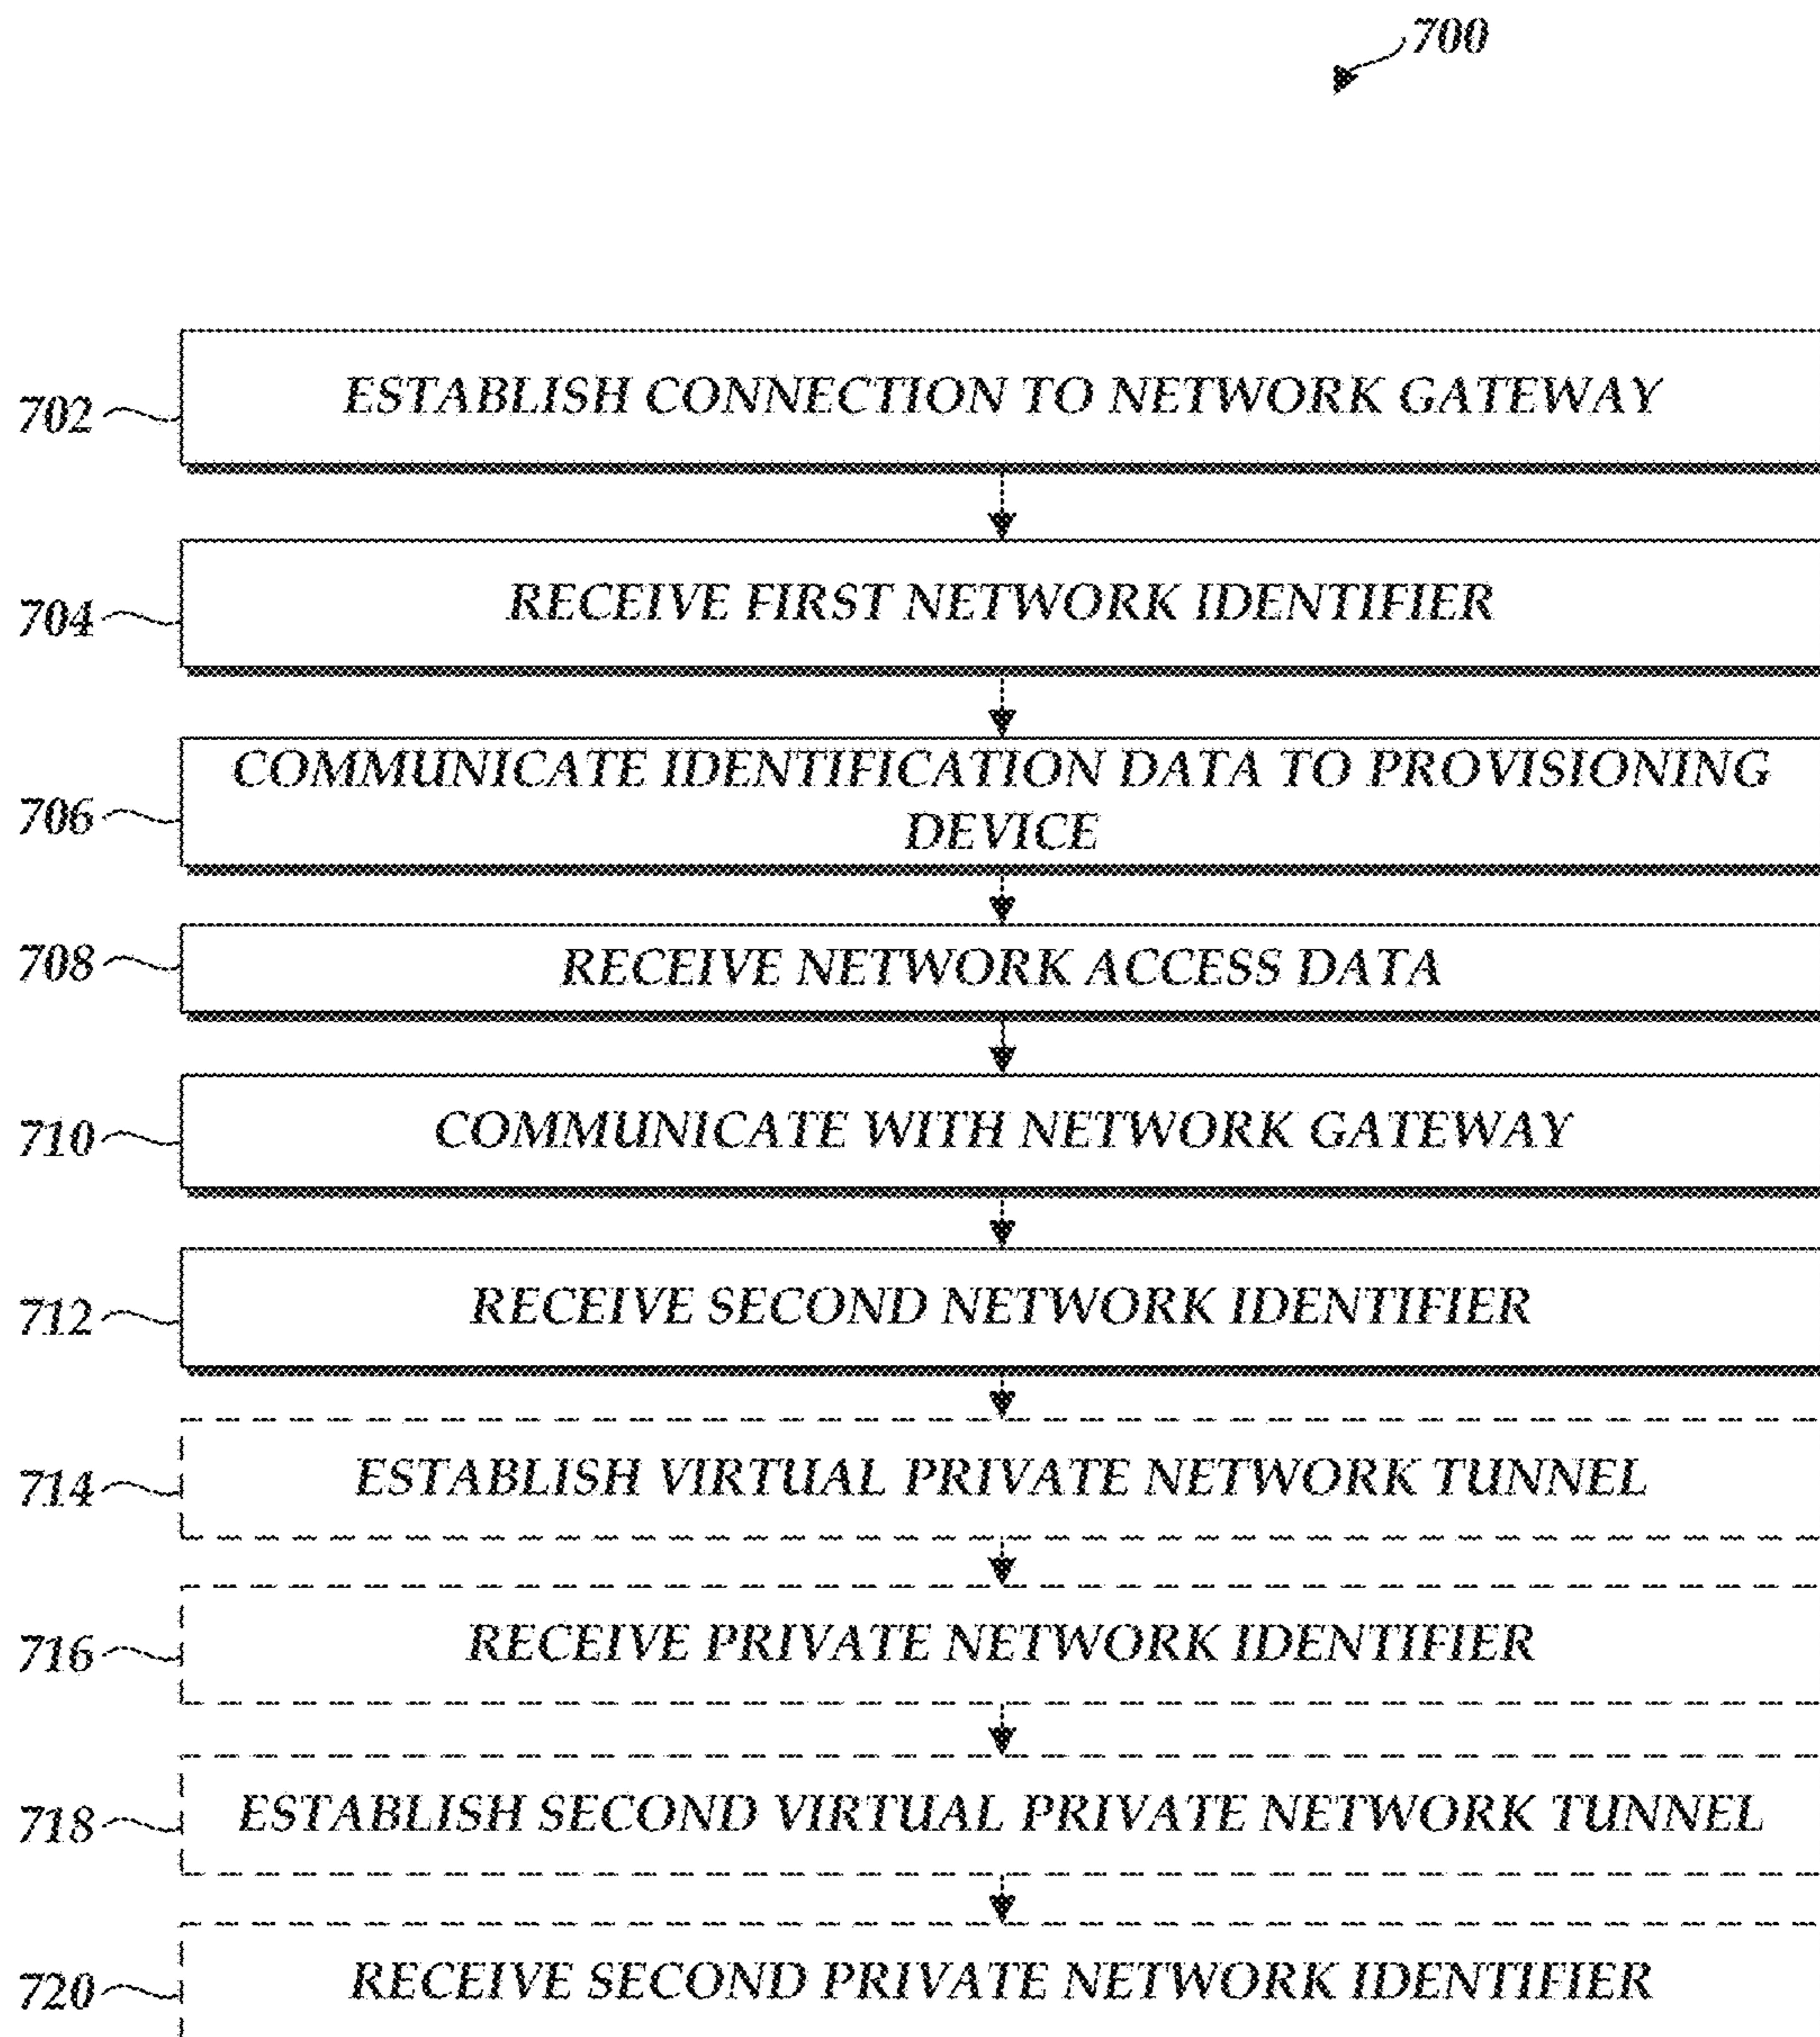 700
702 ESTABLISH CONNECTION TO NETWORK GATEWAY
704 RECEIVE FIRST NETWORK IDENTIFIER
706 COMMUNICATE IDENTIFICATION DATA TO PROVISIONING
DEVICE
708 RECEIVE NETWORK ACCESS DATA
710 COMMUNICATE WITH NETWORK GATEWAY
712 RECEIVE SECOND NETWORK IDENTIFIER
714 ESTABLISH VIRTUAL PRIVATE NETWORK TUNNEL
716 RECEIVE PRIVATE NETWORK IDENTIFIER
718 ESTABLISH SECOND VIRTUAL PRIVATE NETWORK TUNNEL
720 RECEIVE SECOND PRIVATE NETWORK IDENTIFIER